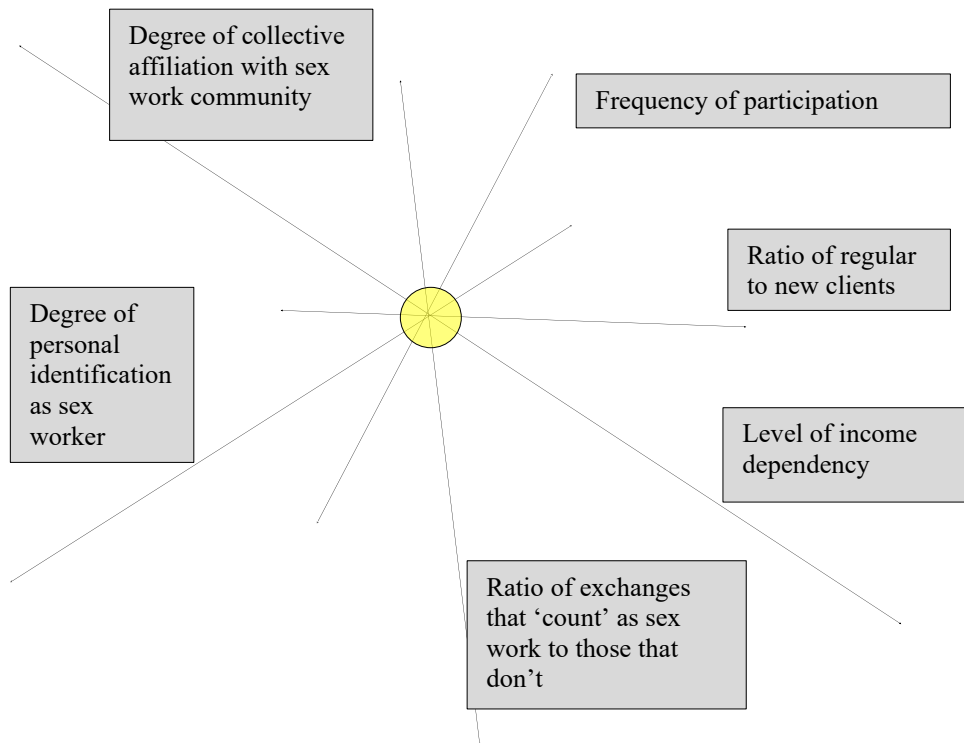 Degree of collective
affiliation with sex
work community
Frequency of participation
Ratio of regular
to new clients
Degree of
personal
identification
as sex
worker
Level of income
dependency
Ratio of exchanges
that ‘count’ as sex
work to those that
don’t